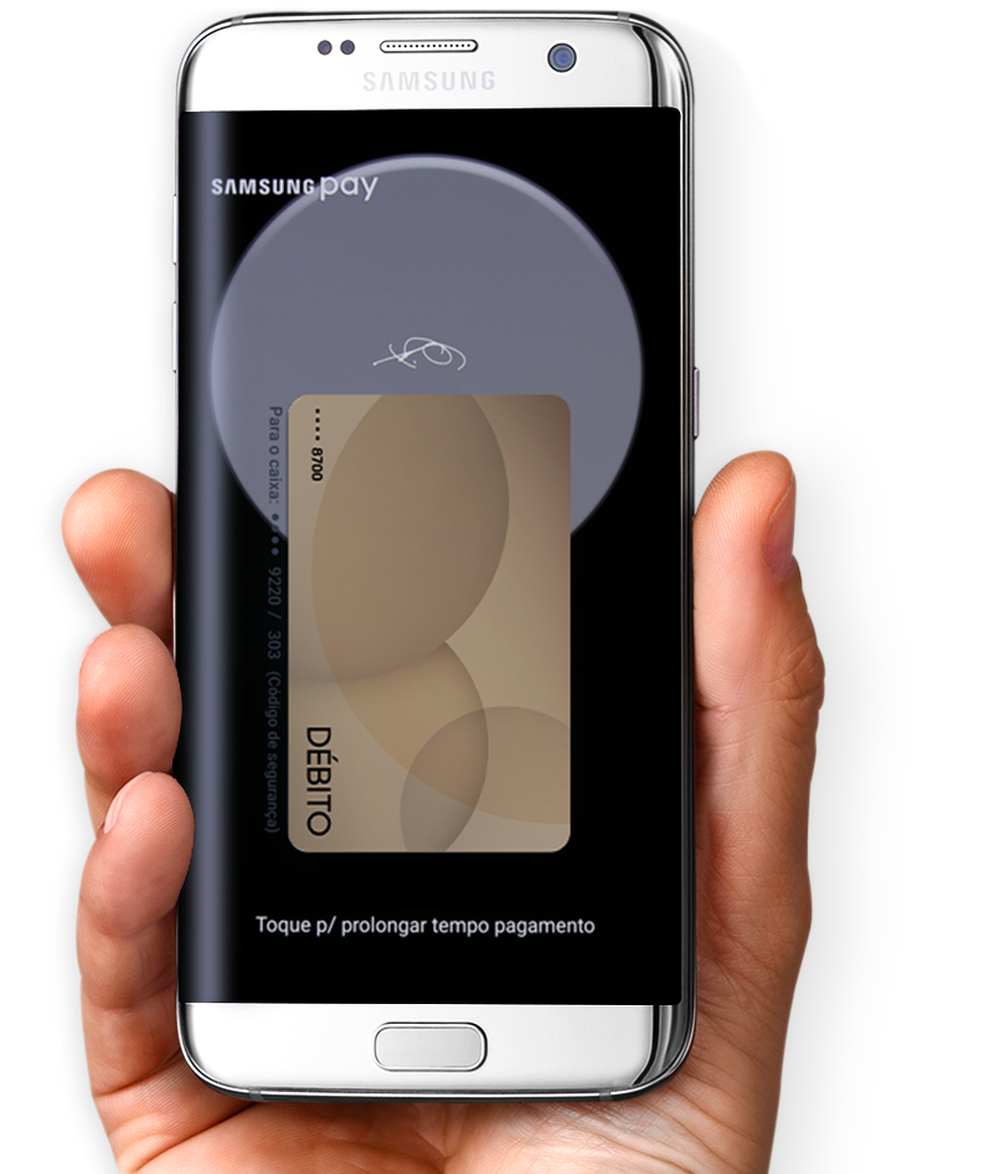 SAMSUNG
SAMSUNG pay
Para o caixa: •••• 9220 / 303 (Código de segurança)
•••• 8700
DÉBITO
Toque p/ prolongar tempo pagamento